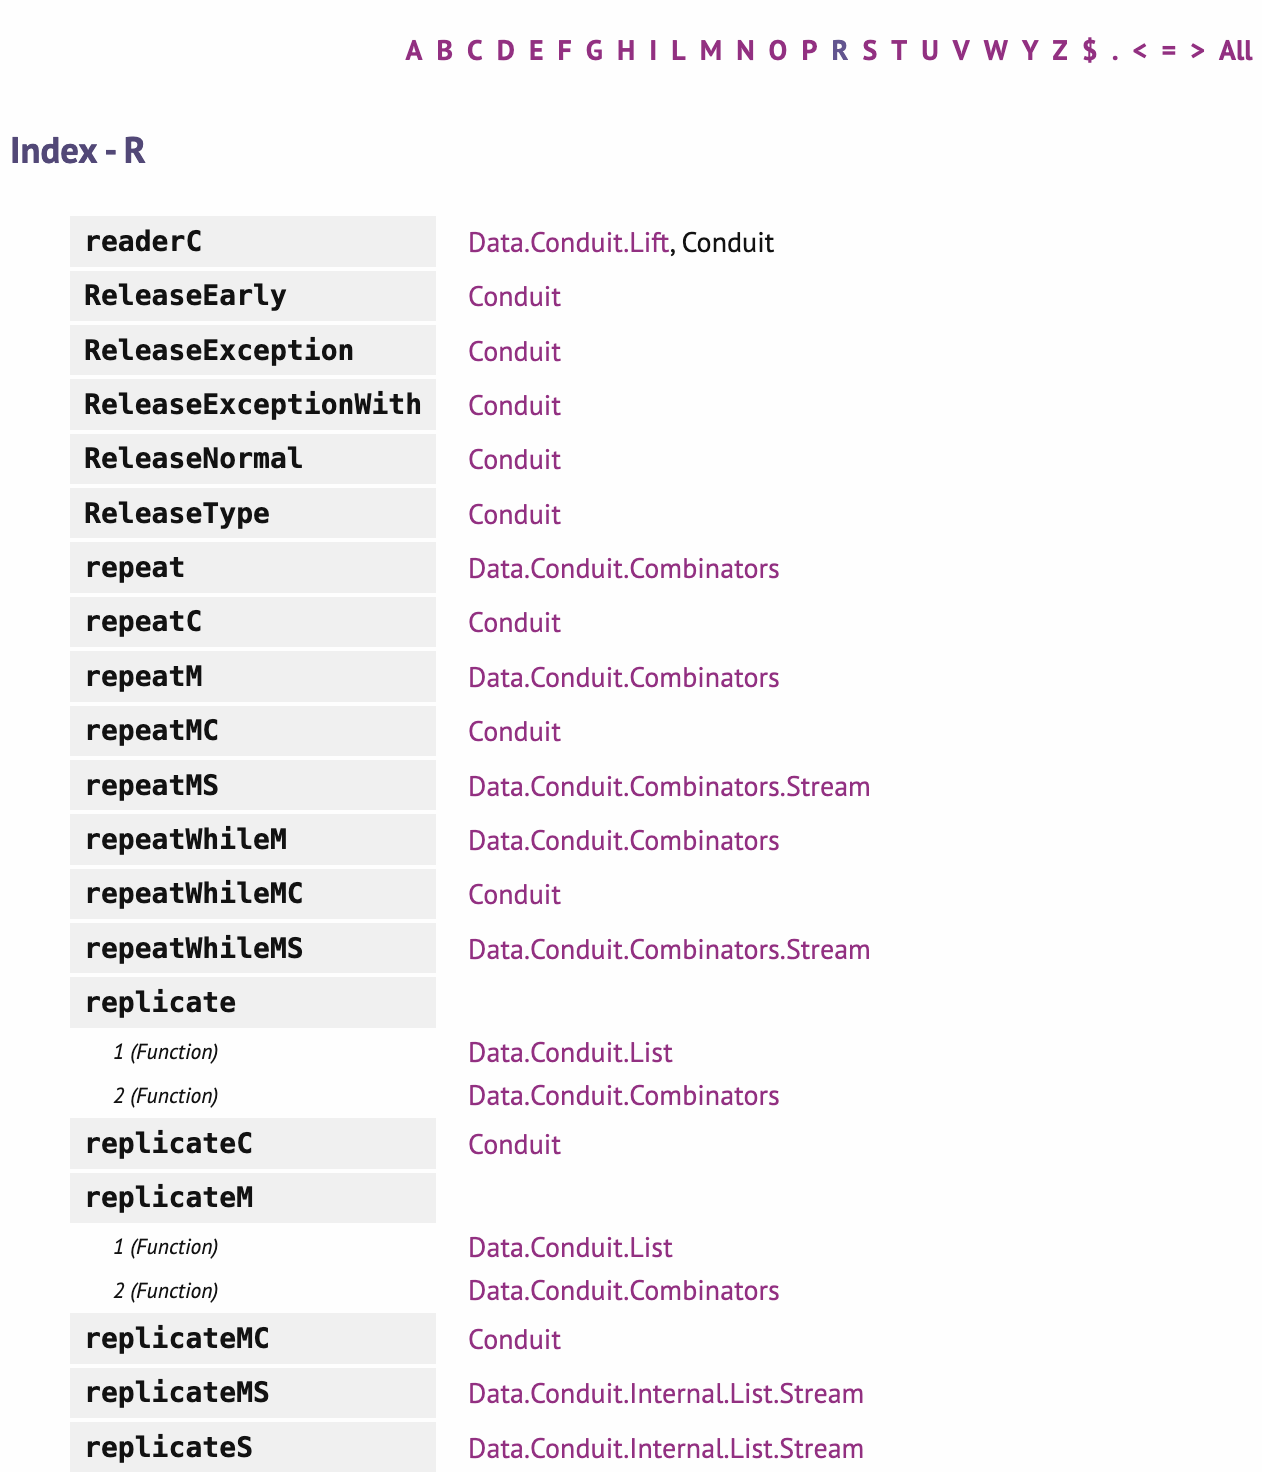 A B C D E F G H I L M N O P R S T U V W Y Z $ . < = > All
Index - R
readerC Data.Conduit.Lift, Conduit
ReleaseEarly Conduit
ReleaseException Conduit
ReleaseExceptionWith Conduit
ReleaseNormal Conduit
ReleaseType Conduit
repeat Data.Conduit.Combinators
repeatC Conduit
repeatM Data.Conduit.Combinators
repeatMC Conduit
repeatMS Data.Conduit.Combinators.Stream
repeatWhileM Data.Conduit.Combinators
repeatWhileMC Conduit
repeatWhileMS Data.Conduit.Combinators.Stream
replicate
1 (Function) Data.Conduit.List
2 (Function) Data.Conduit.Combinators
replicateC Conduit
replicateM
1 (Function) Data.Conduit.List
2 (Function) Data.Conduit.Combinators
replicateMC Conduit
replicateMS Data.Conduit.Internal.List.Stream
replicateS Data.Conduit.Internal.List.Stream